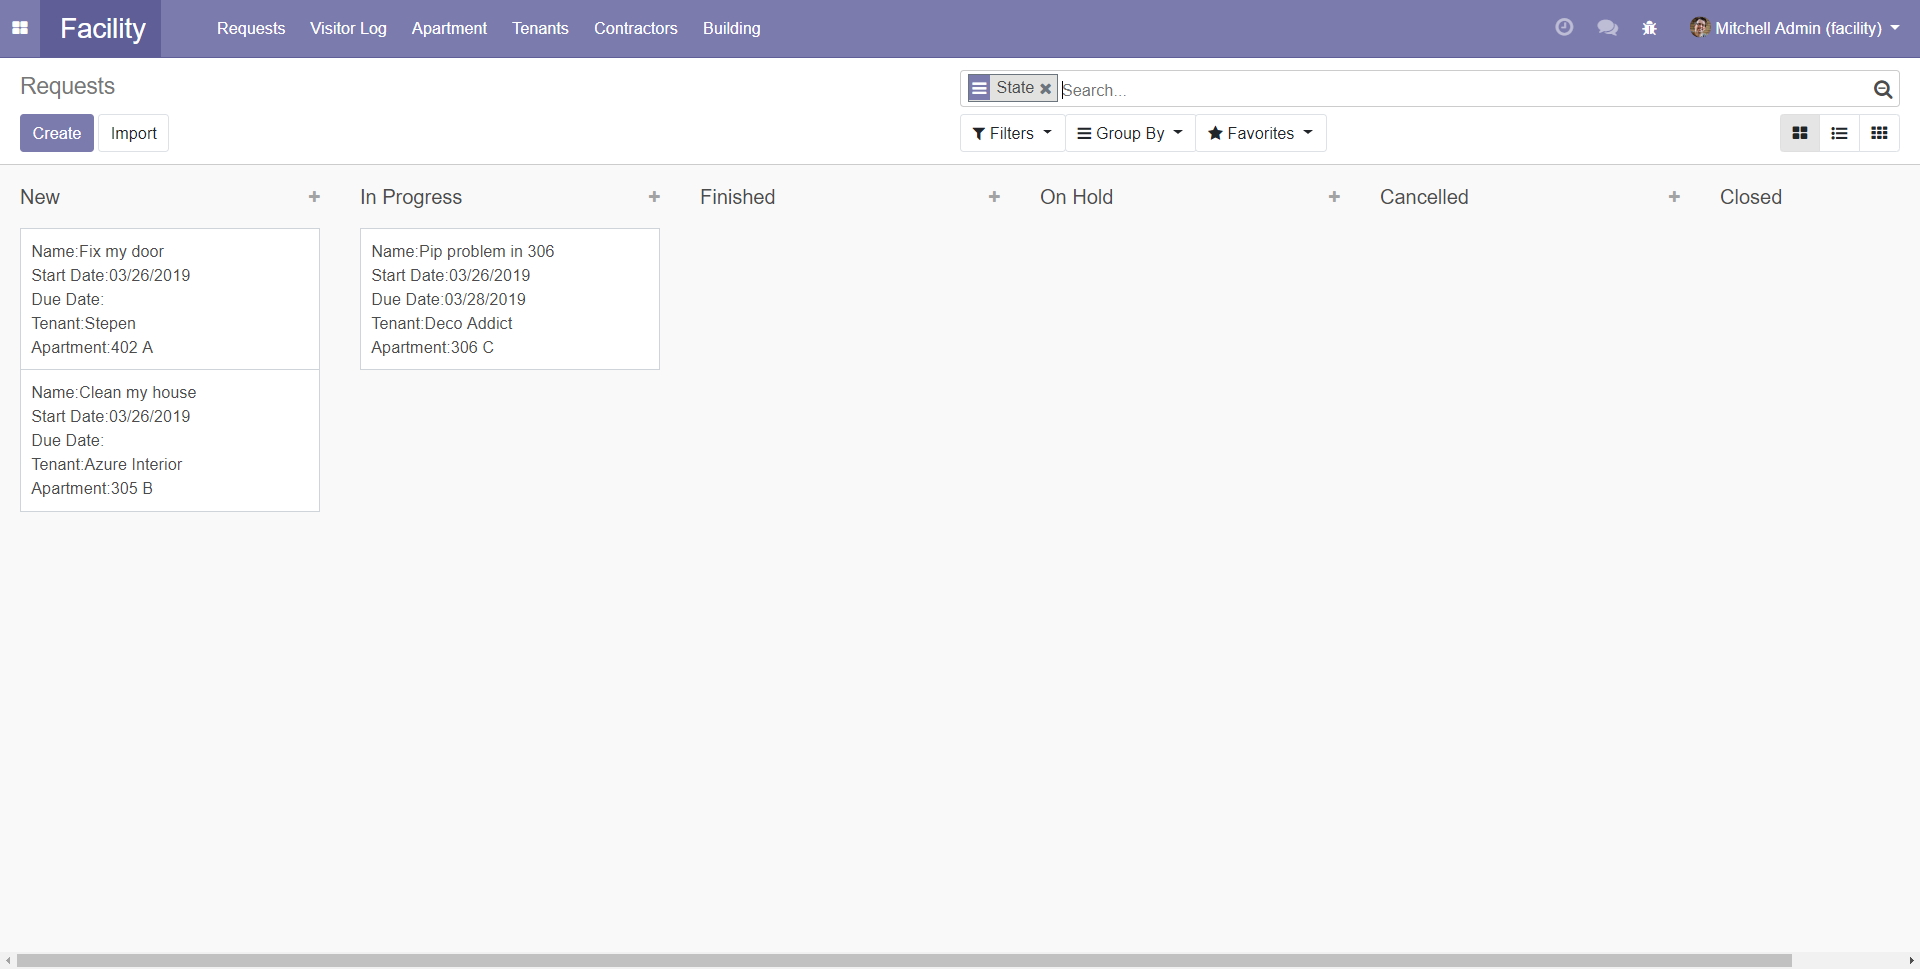 Facility
Requests Visitor Log Apartment Tenants Contractors Building
Mitchell Admin (facility)
Requests
State Search...
Create Import
Filters Group By Favorites
New
Name:Fix my door
Start Date:03/26/2019
Due Date:
Tenant:Stepen
Apartment:402 A
Name:Clean my house
Start Date:03/26/2019
Due Date:
Tenant:Azure Interior
Apartment:305 B
In Progress
Name:Pip problem in 306
Start Date:03/26/2019
Due Date:03/28/2019
Tenant:Deco Addict
Apartment:306 C
Finished
On Hold
Cancelled
Closed